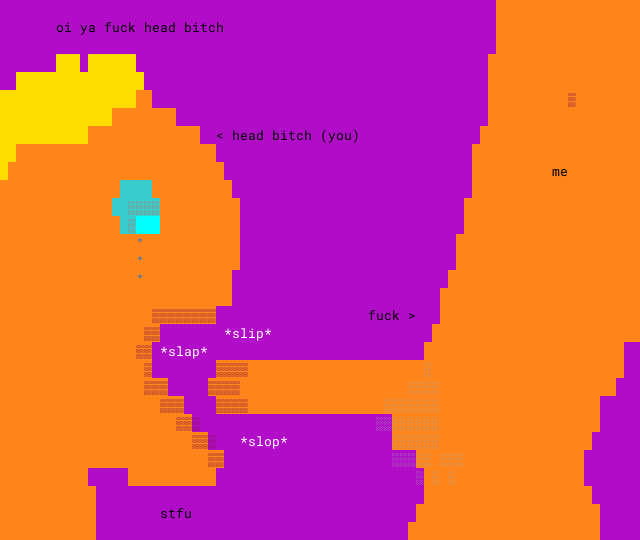 oi ya fuck head bitch
< head bitch (you)
me
fuck >
*slip*
*slap*
*slop*
stfu